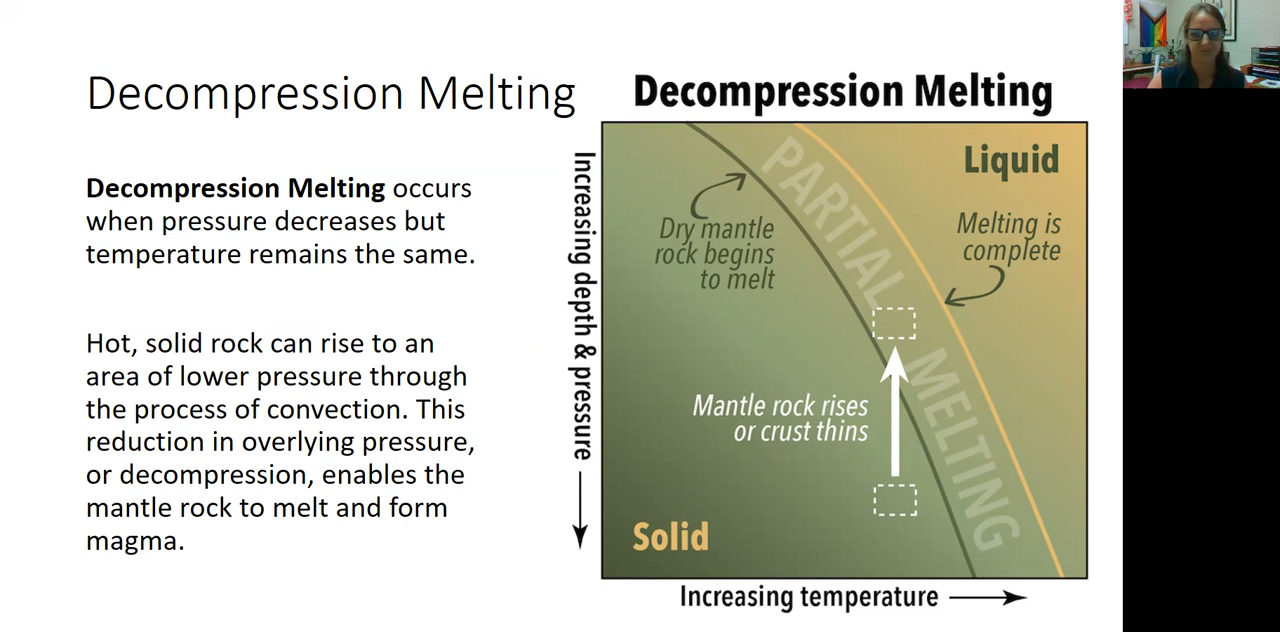 Decompression Melting
Decompression Melting occurs
when pressure decreases but
temperature remains the same.
Hot, solid rock can rise to an
area of lower pressure through
the process of convection. This
reduction in overlying pressure,
or decompression, enables the
mantle rock to melt and form
magma.
Decompression Melting
Increasing depth & pressure
Liquid
PARTIAL
MELTING
Dry mantle
rock begins
to melt
Melting is
complete
Mantle rock rises
or crust thins
Solid
Increasing temperature